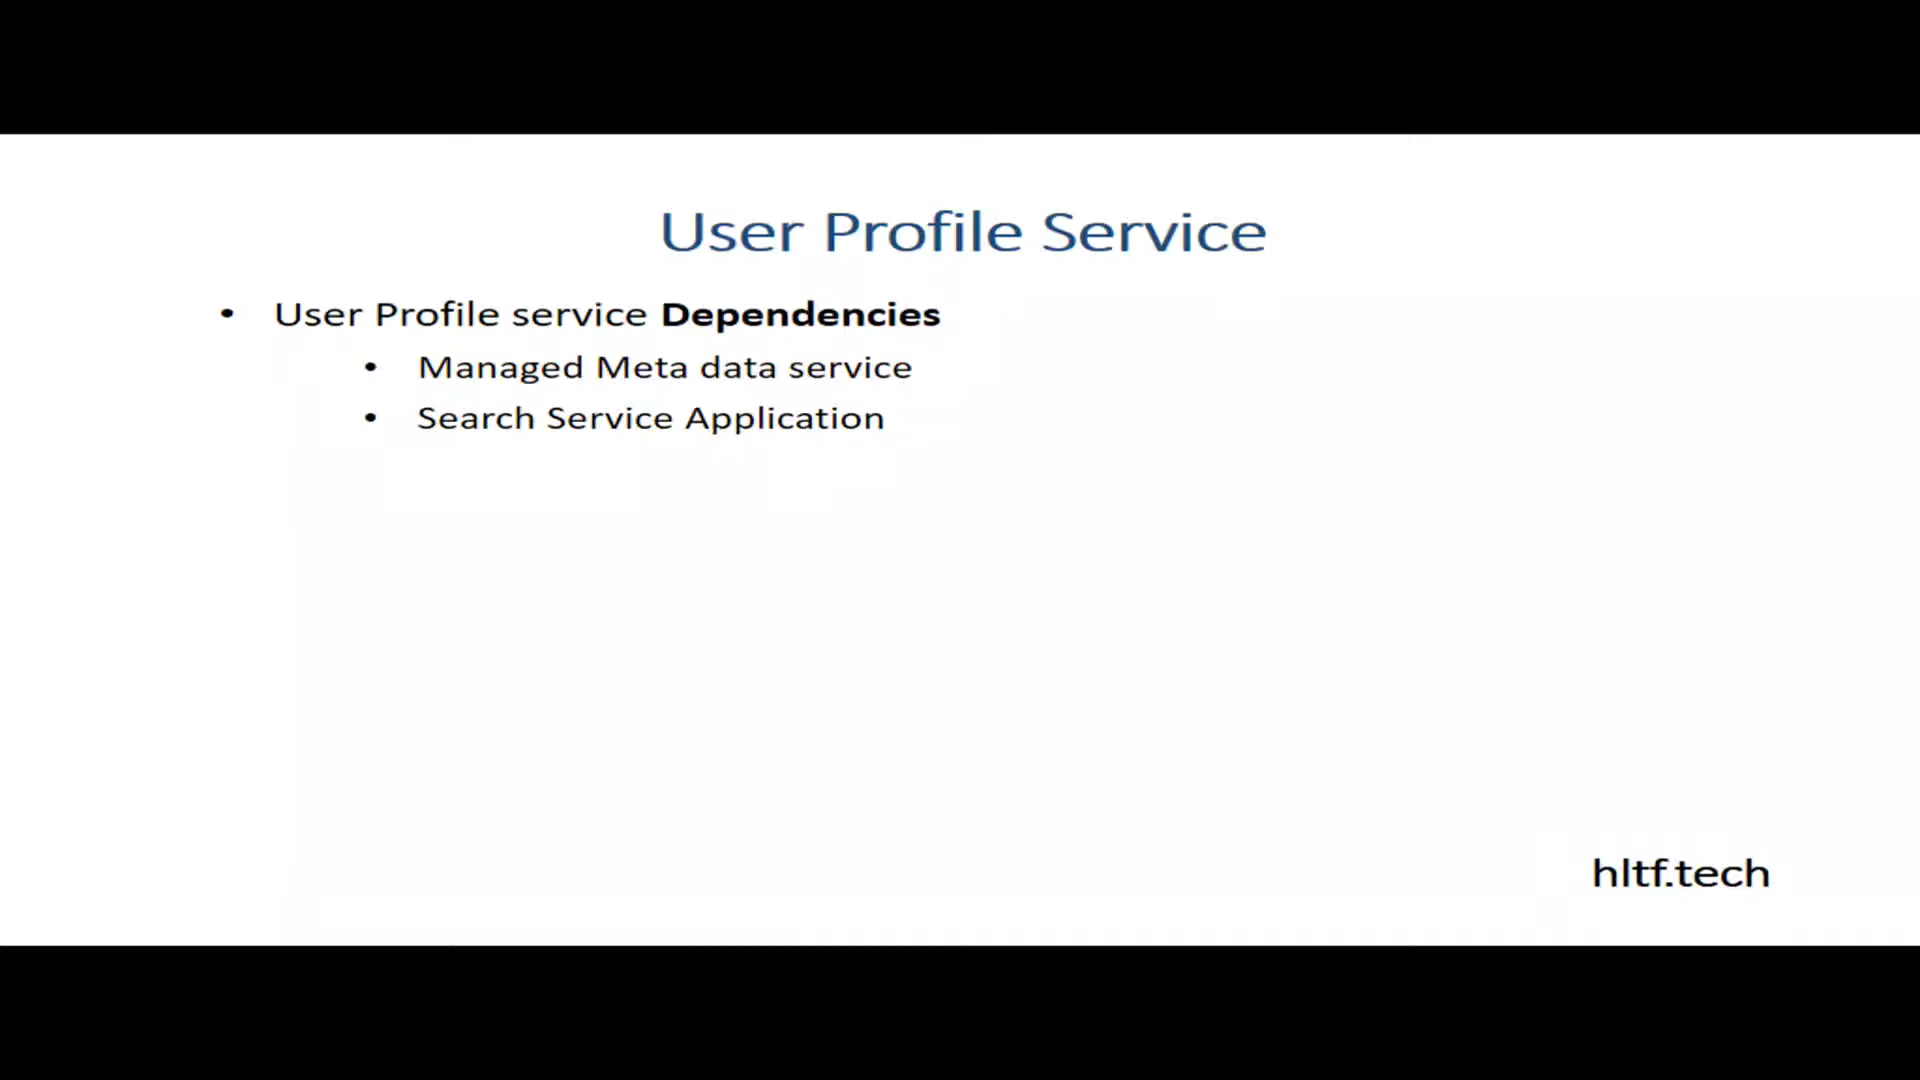 User Profile Service
• User Profile service Dependencies
• Managed Meta data service
• Search Service Application
hltf.tech